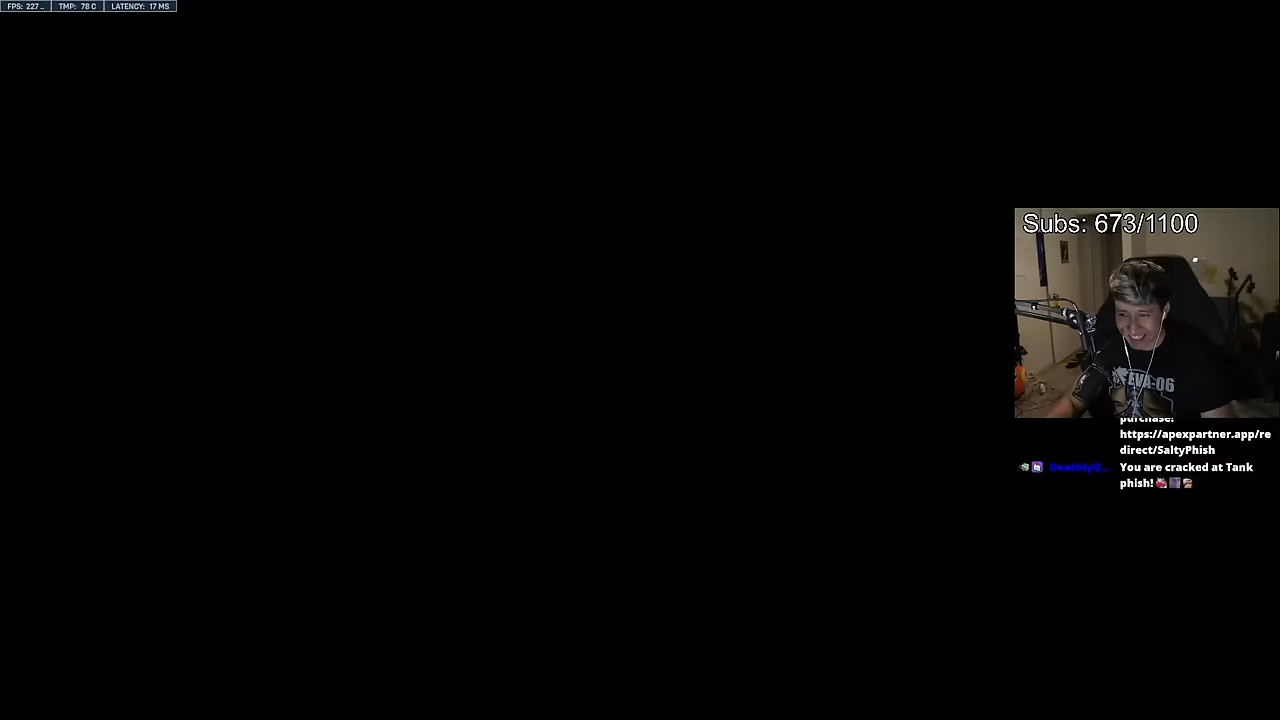 FPS: 227 ..
TMP: 78 C
LATENCY: 17 MS
Subs: 673/1100
EVA-06
purchase!
https://apexpartner.app/re
direct/SaltyPhish
You are cracked at Tank
phish!